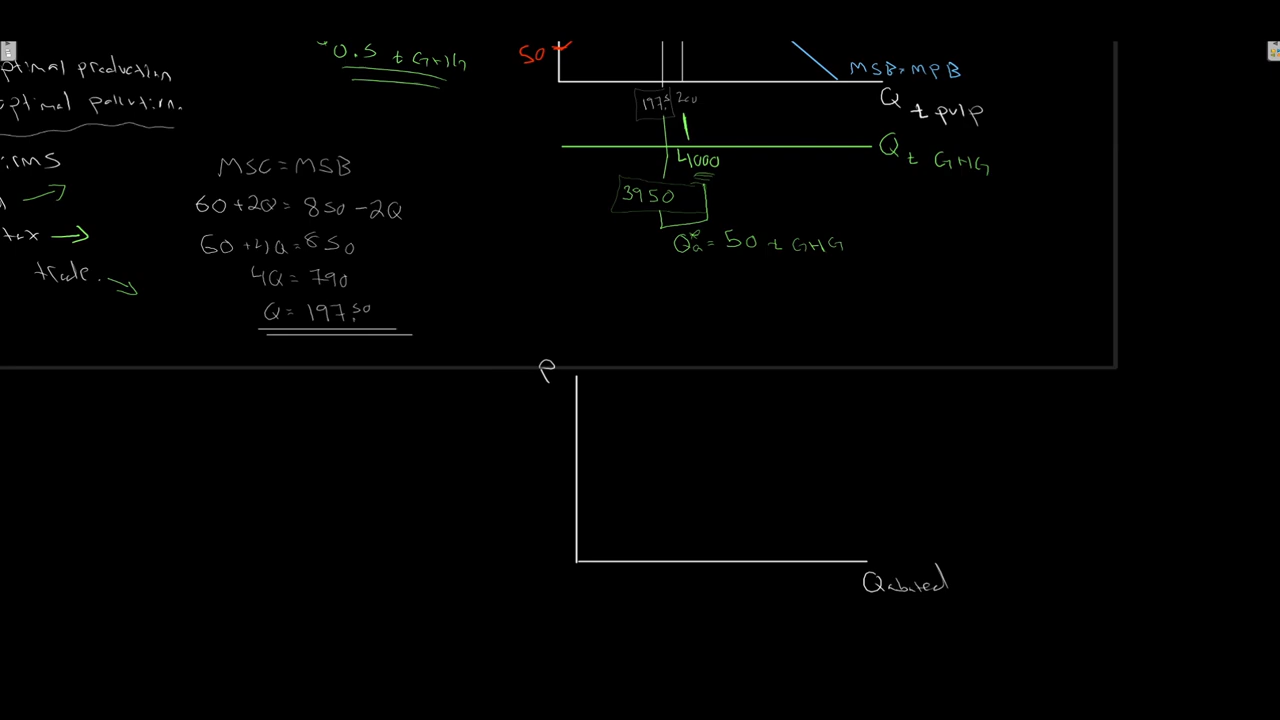 ptimal production
ptimal pollution.
irms
tax →
trade.
0.5 t GHG
MSC = MSB
60 + 2Q = 850 - 2Q
60 + 4Q = 850
4Q = 790
Q = 197.50
50
MSB = MPB
197.5 200
Q t pulp
Q t GHG
4000
3950
Q*a = 50 t GHG
P
Qabated